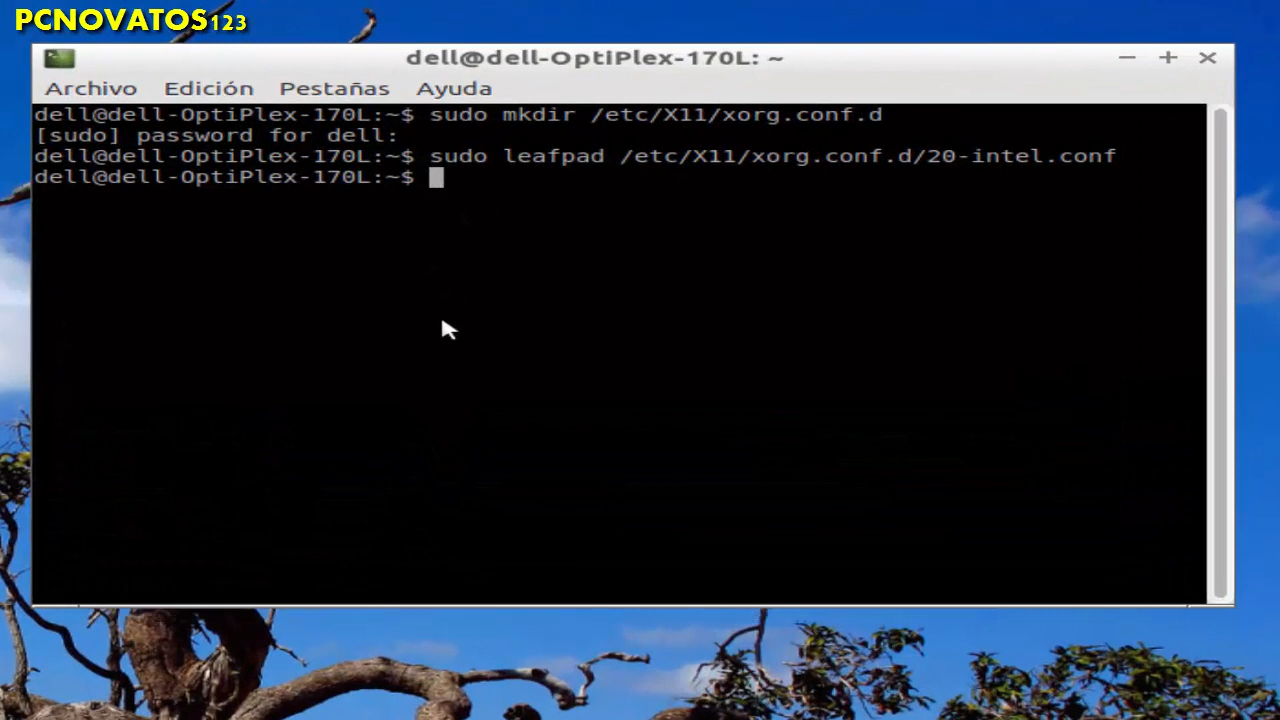 PCNOVATOS123
dell@dell-OptiPlex-170L: ~
Archivo Edición Pestañas Ayuda
dell@dell-OptiPlex-170L:~$ sudo mkdir /etc/X11/xorg.conf.d
[sudo] password for dell:
dell@dell-OptiPlex-170L:~$ sudo leafpad /etc/X11/xorg.conf.d/20-intel.conf
dell@dell-OptiPlex-170L:~$